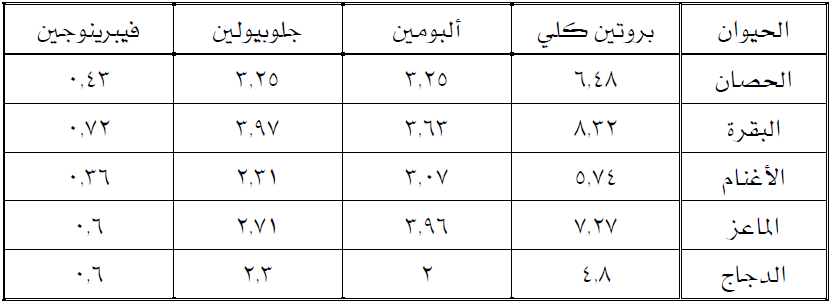 الحيوان بروتين كلي ألبومين جلوبيولين فيبرينوجين
الحصان ٦,٤٨ ٣,٢٥ ٣,٢٥ ٠,٤٣
البقرة ٨,٣٢ ٣,٦٣ ٣,٩٧ ٠,٧٢
الأغنام ٥,٧٤ ٣,٠٧ ٢,٣١ ٠,٣٦
الماعز ٧,٢٧ ٣,٩٦ ٢,٧١ ٠,٦
الدجاج ٤,٨ ٢ ٢,٣ ٠,٦